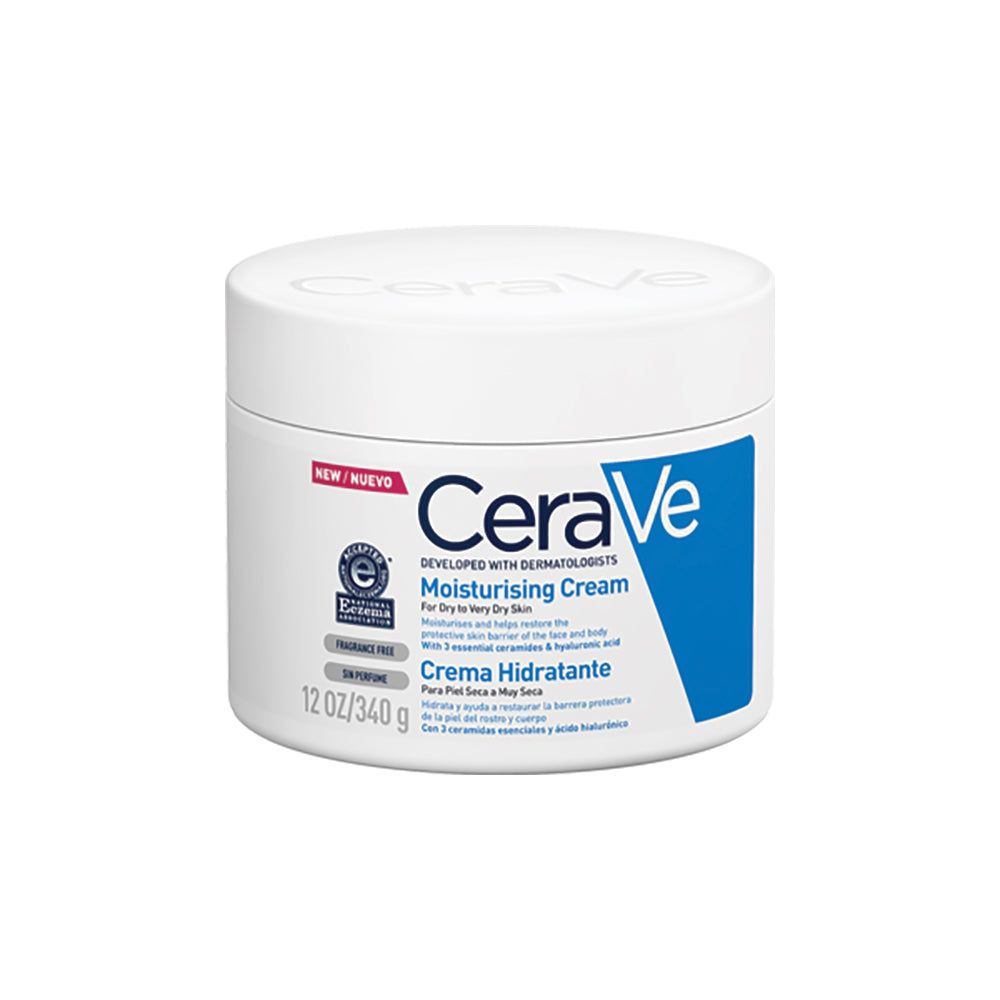 CeraVe
NEW / NUEVO
CeraVe
DEVELOPED WITH DERMATOLOGISTS
Moisturising Cream
For Dry to Very Dry Skin
Moisturises and helps restore the
protective skin barrier of the face and body
With 3 essential ceramides & hyaluronic acid
Crema Hidratante
Para Piel Seca a Muy Seca
Hidrata y ayuda a restaurar la barrera protectora
de la piel del rostro y cuerpo
Con 3 ceramidas esenciales y ácido hialurónico
ACCEPTED
e
NATIONAL
Eczema
ASSOCIATION
FRAGRANCE FREE
SIN PERFUME
12 OZ/340 g